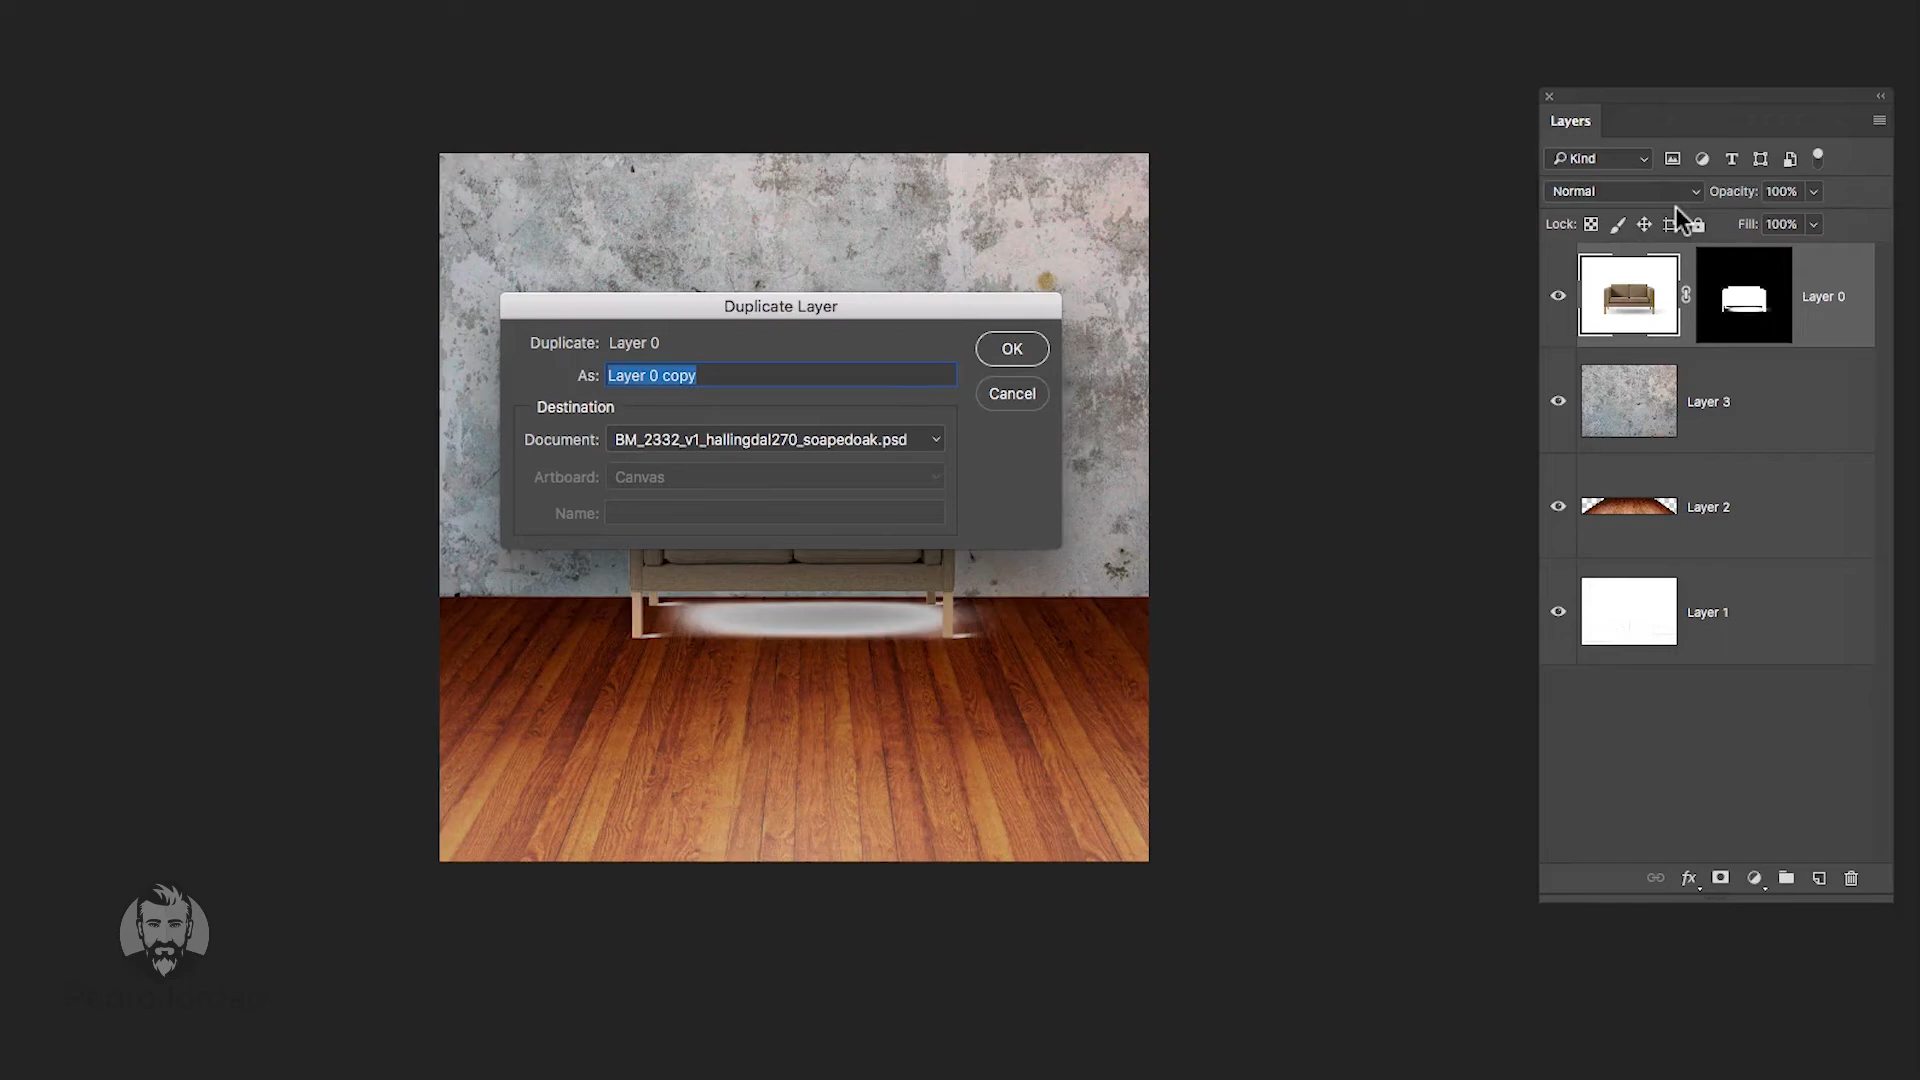 Layers
Kind
Normal Opacity: 100%
Lock: Fill: 100%
Layer 0
Layer 3
Layer 2
Layer 1
fx
Duplicate Layer
Duplicate: Layer 0
As: Layer 0 copy
OK
Cancel
Destination
Document: BM_2332_v1_hallingdal270_soapedoak.psd
Artboard: Canvas
Name: